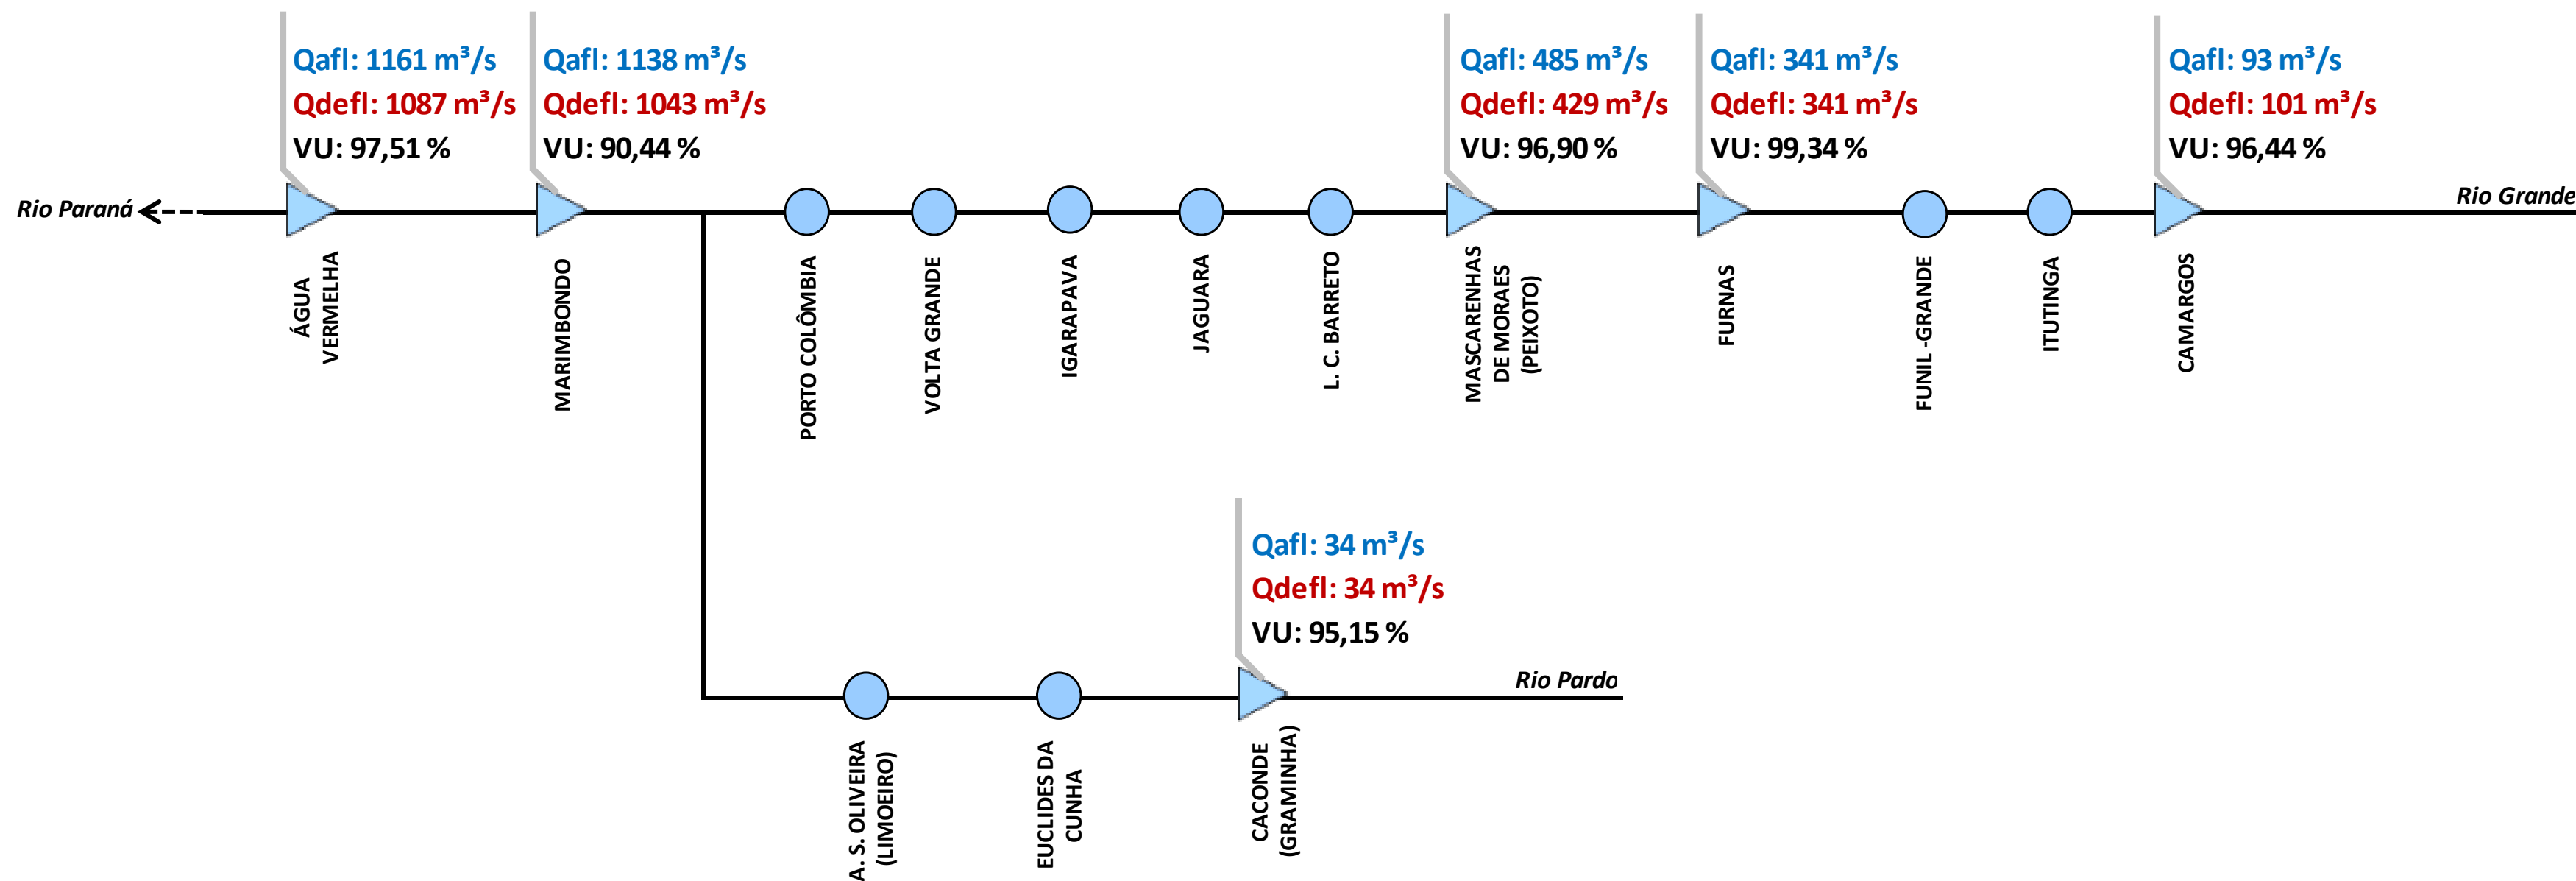 Qafl: 1161 m³/s
Qdefl: 1087 m³/s
VU: 97,51 %
Qafl: 1138 m³/s
Qdefl: 1043 m³/s
VU: 90,44 %
Qafl: 485 m³/s
Qdefl: 429 m³/s
VU: 96,90 %
Qafl: 341 m³/s
Qdefl: 341 m³/s
VU: 99,34 %
Qafl: 93 m³/s
Qdefl: 101 m³/s
VU: 96,44 %
Rio Paraná
Rio Grande
ÁGUA
VERMELHA
MARIMBONDO
PORTO COLÔMBIA
VOLTA GRANDE
IGARAPAVA
JAGUARA
L. C. BARRETO
MASCARENHAS
DE MORAES
(PEIXOTO)
FURNAS
FUNIL -GRANDE
ITUTINGA
CAMARGOS
Qafl: 34 m³/s
Qdefl: 34 m³/s
VU: 95,15 %
Rio Pardo
A. S. OLIVEIRA
(LIMOEIRO)
EUCLIDES DA
CUNHA
CACONDE
(GRAMINHA)